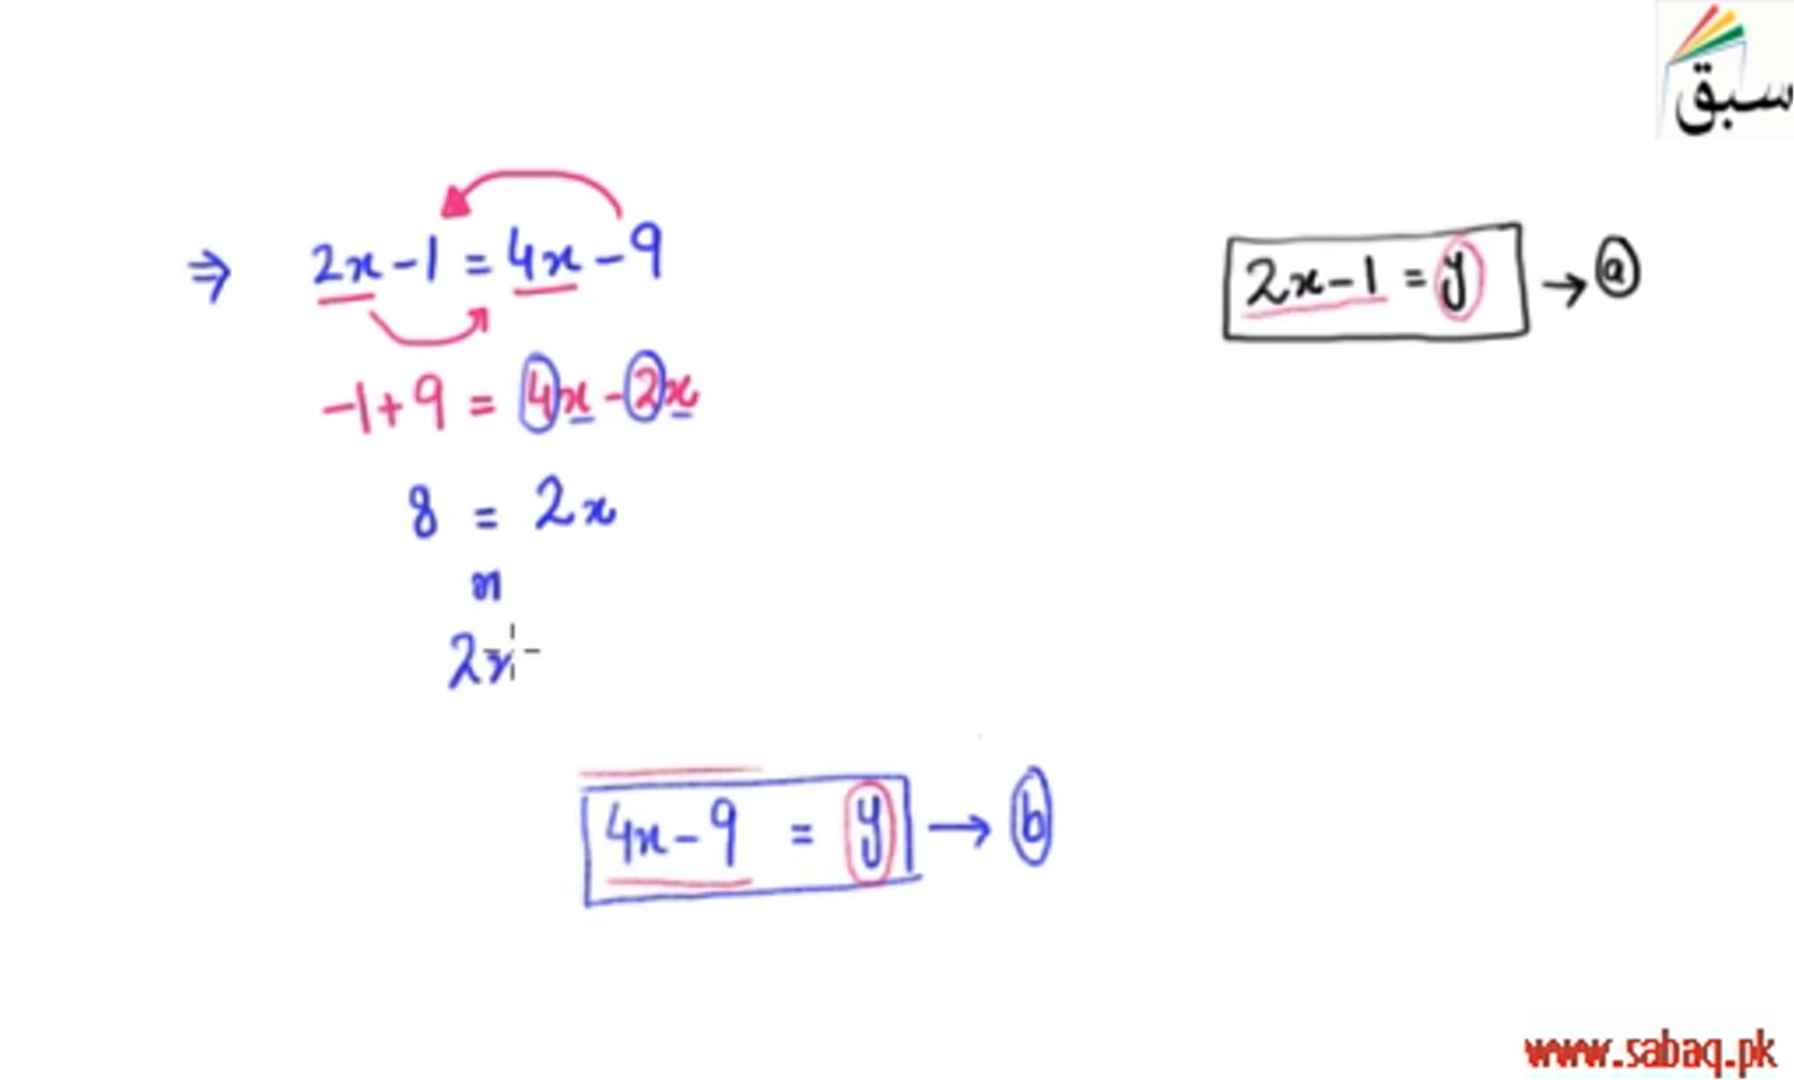 سبق
⇒ 2x - 1 = 4x - 9
2x - 1 = y → a
-1 + 9 = 4x - 2x
8 = 2x
or
2x
4x - 9 = y → b
www.sabaq.pk